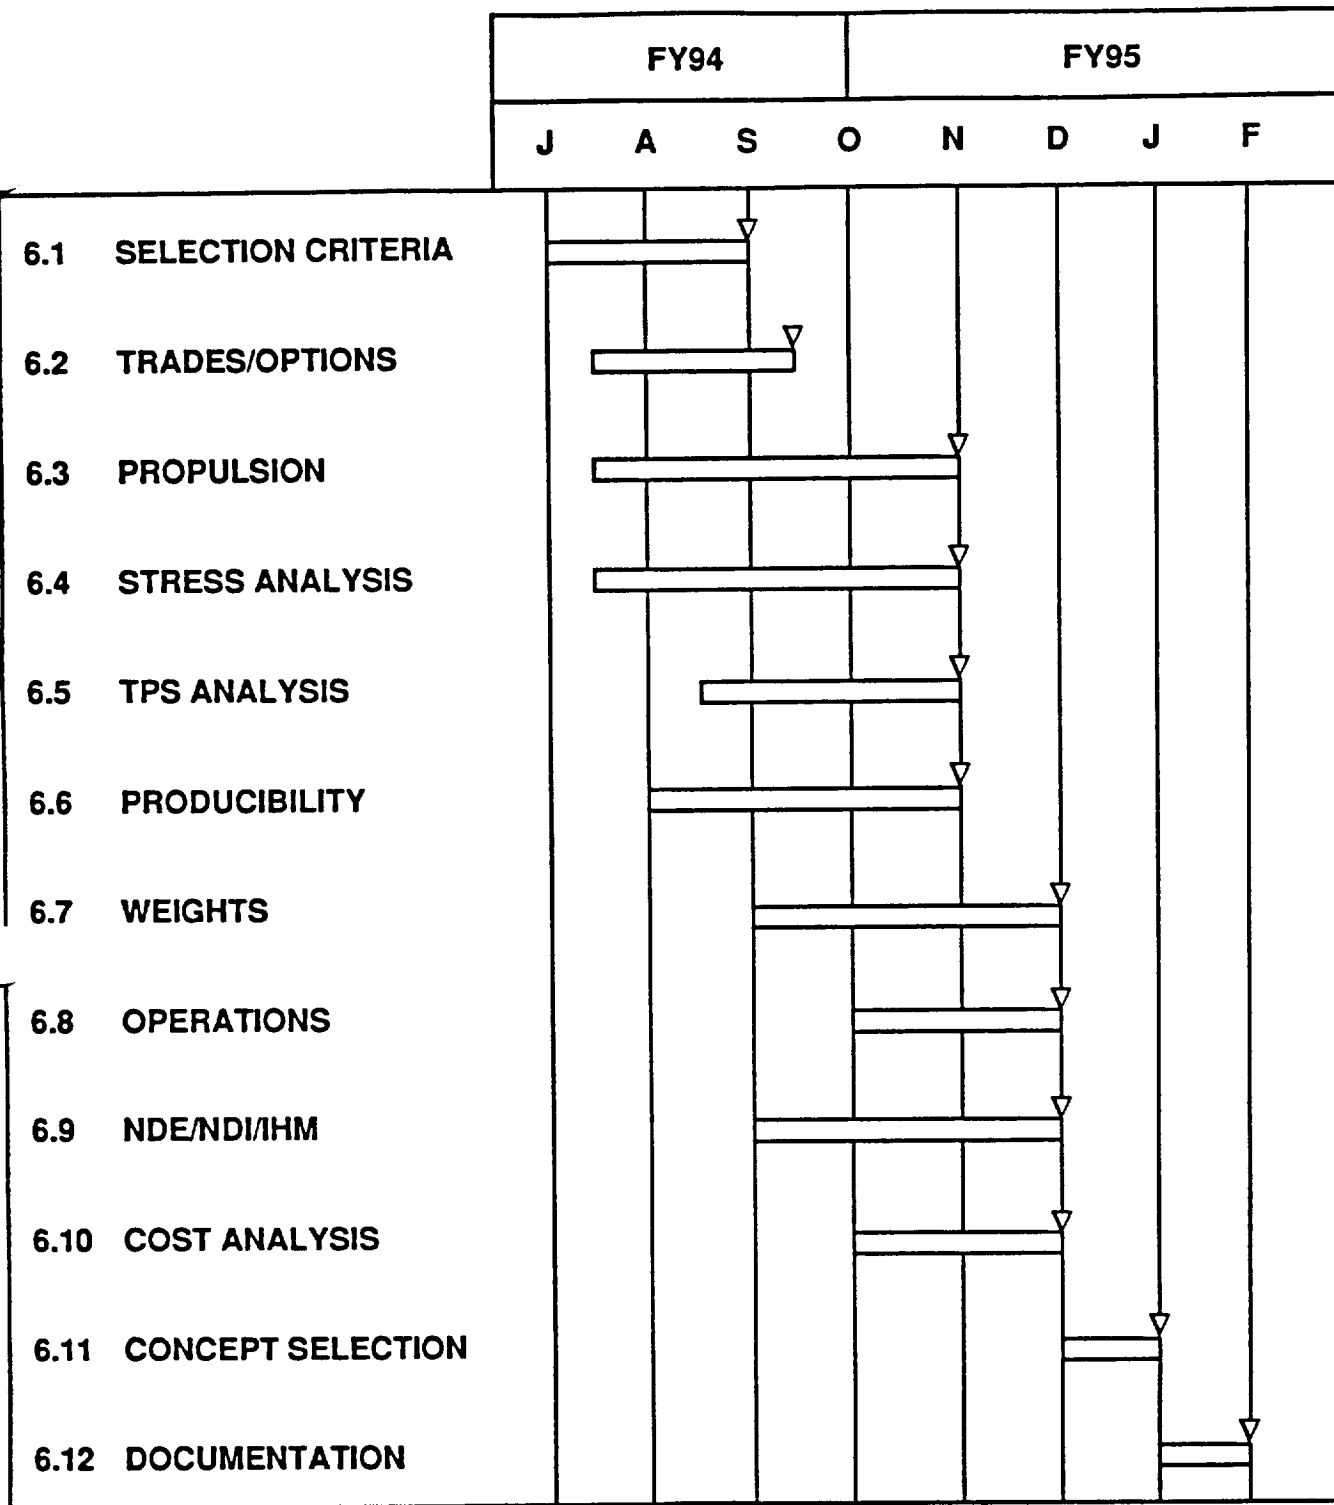 FY94 FY95
J A S O N D J F
6.1 SELECTION CRITERIA
6.2 TRADES/OPTIONS
6.3 PROPULSION
6.4 STRESS ANALYSIS
6.5 TPS ANALYSIS
6.6 PRODUCIBILITY
6.7 WEIGHTS
6.8 OPERATIONS
6.9 NDE/NDI/IHM
6.10 COST ANALYSIS
6.11 CONCEPT SELECTION
6.12 DOCUMENTATION